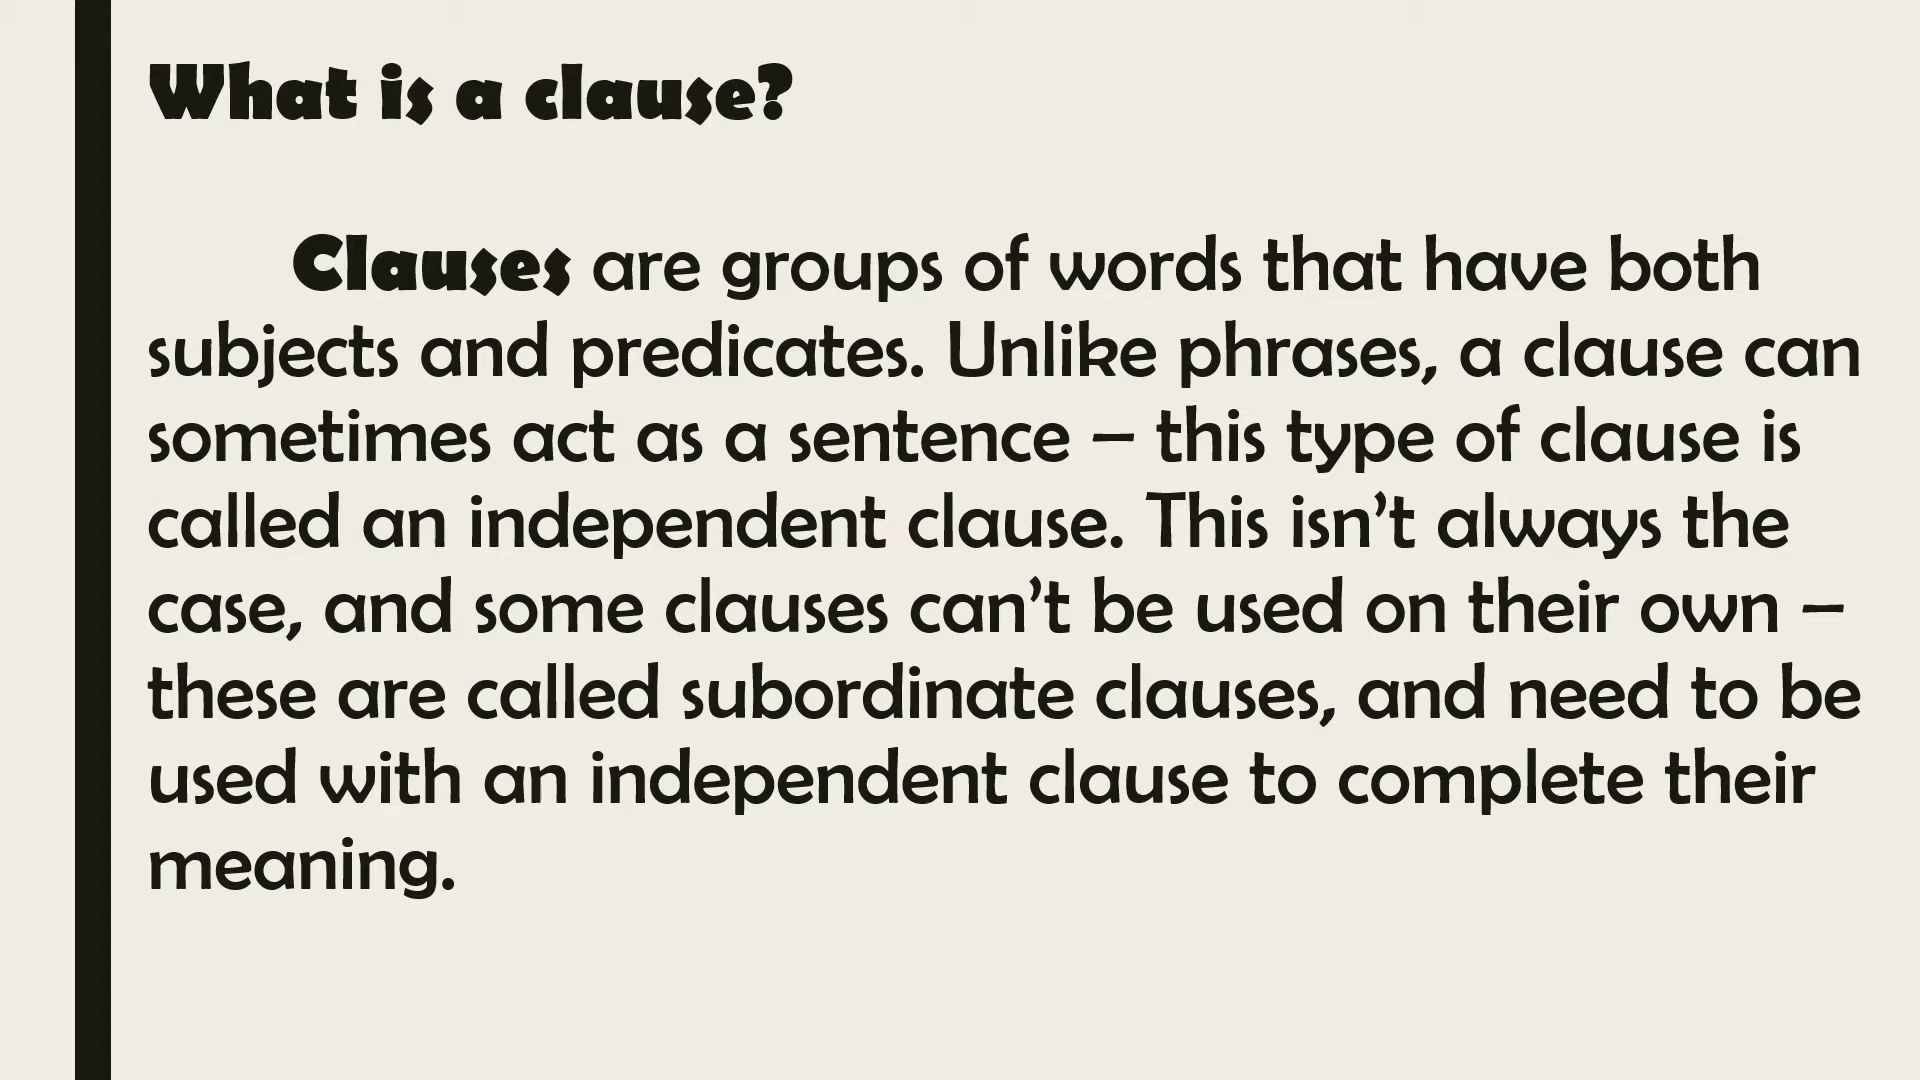 What is a clause?
Clauses are groups of words that have both
subjects and predicates. Unlike phrases, a clause can
sometimes act as a sentence – this type of clause is
called an independent clause. This isn’t always the
case, and some clauses can’t be used on their own –
these are called subordinate clauses, and need to be
used with an independent clause to complete their
meaning.